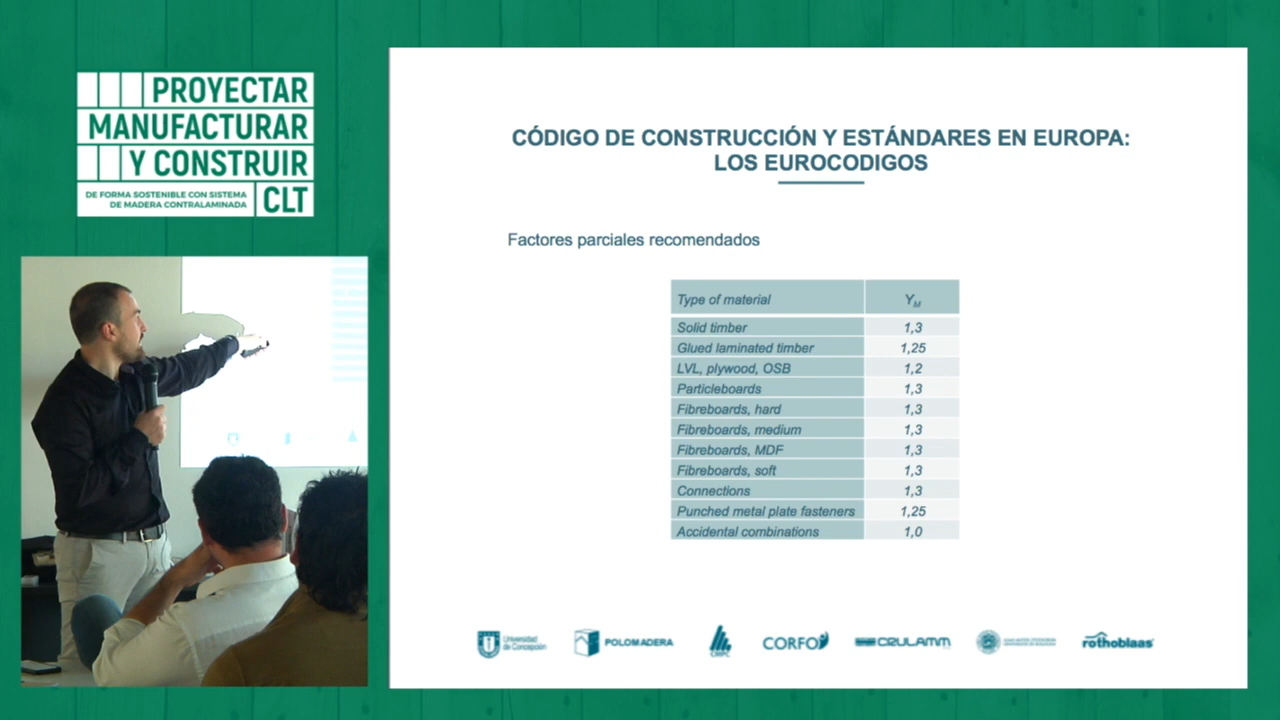 PROYECTAR
MANUFACTURAR
Y CONSTRUIR
DE FORMA SOSTENIBLE CON SISTEMA
DE MADERA CONTRALAMINADA
CLT
CÓDIGO DE CONSTRUCCIÓN Y ESTÁNDARES EN EUROPA:
LOS EUROCODIGOS
Factores parciales recomendados
Type of material YM
Solid timber 1,3
Glued laminated timber 1,25
LVL, plywood, OSB 1,2
Particleboards 1,3
Fibreboards, hard 1,3
Fibreboards, medium 1,3
Fibreboards, MDF 1,3
Fibreboards, soft 1,3
Connections 1,3
Punched metal plate fasteners 1,25
Accidental combinations 1,0
Universidad
de Concepción
POLOMADERA
CMPC
CORFO
CRULAMM
rothoblaas